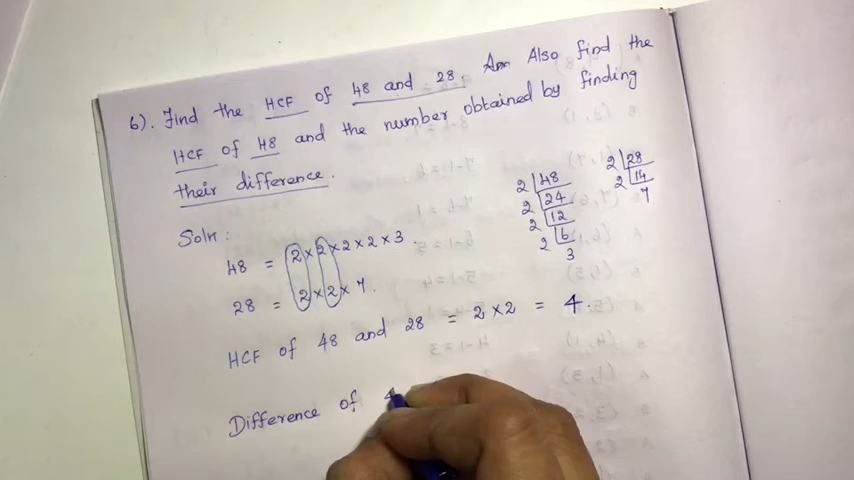 6). Find the HCF of 48 and 28 Also find the
HCF of 48 and the number obtained by finding
their difference.
Soln:
2 | 48
2 | 24
2 | 12
2 | 6
3
2 | 28
2 | 14
7
48 = 2 × 2 × 2 × 2 × 3.
28 = 2 × 2 × 7.
HCF of 48 and 28 = 2 × 2 = 4.
Difference of 4